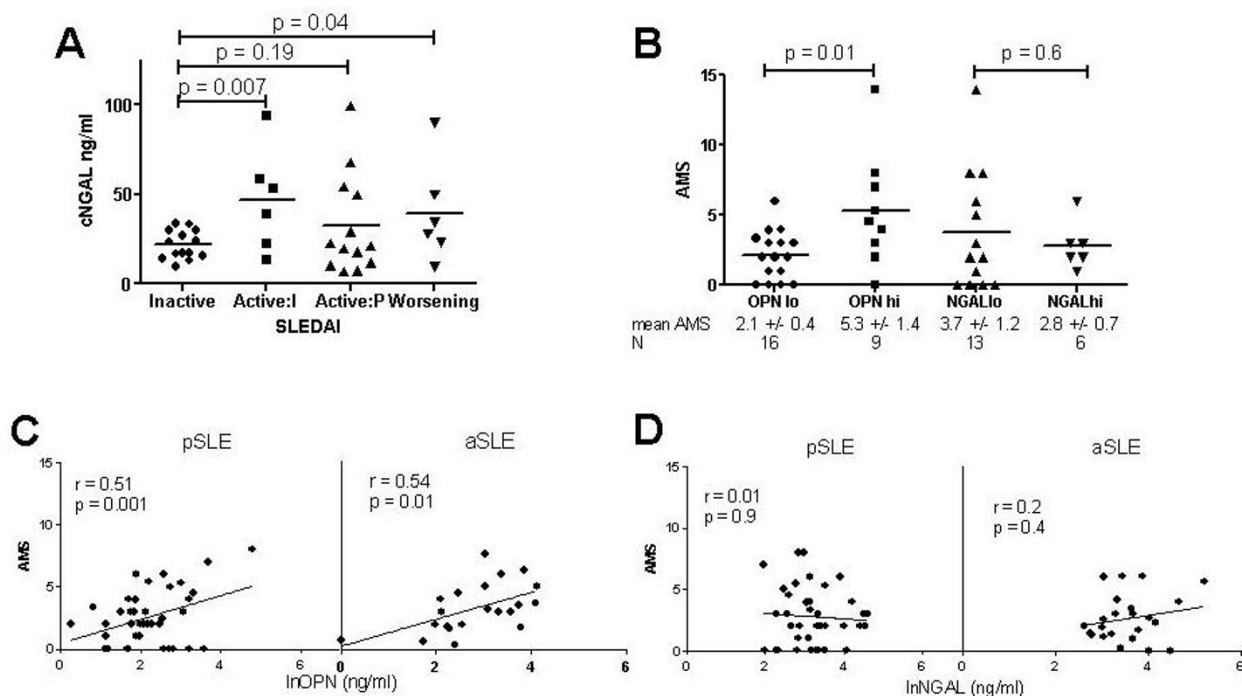 A
p = 0.04
p = 0.19
p = 0.007
cNGAL ng/ml
100
50
0
Inactive Active:I Active:P Worsening
SLEDAI
B
p = 0.01 p = 0.6
AMS
15
10
5
0
OPN lo OPN hi NGALlo NGALhi
mean AMS 2.1 +/- 0.4 5.3 +/- 1.4 3.7 +/- 1.2 2.8 +/- 0.7
N 16 9 13 6
C
pSLE aSLE
r = 0.51
p = 0.001
r = 0.54
p = 0.01
AMS
15
10
5
0
0 2 4 6 0 2 4 6
lnOPN (ng/ml)
D
pSLE aSLE
r = 0.01
p = 0.9
r = 0.2
p = 0.4
AMS
15
10
5
0
0 2 4 6 0 2 4 6
lnNGAL (ng/ml)